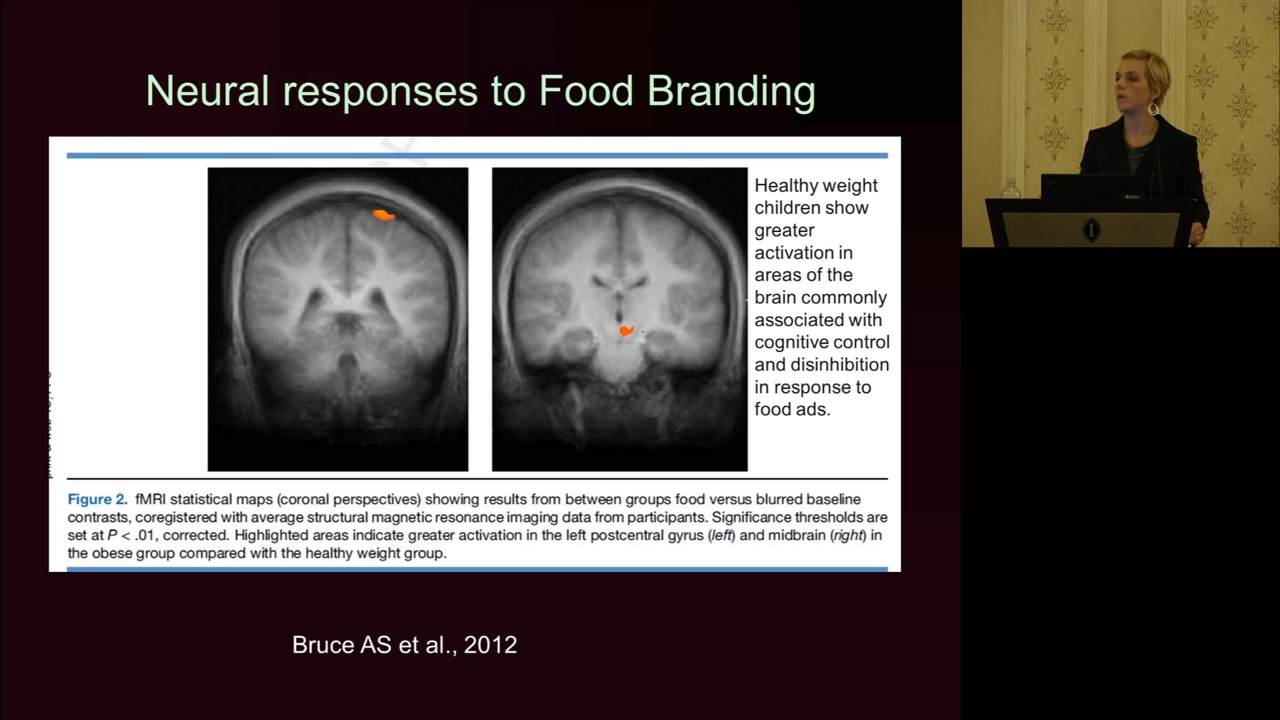 Neural responses to Food Branding
Healthy weight
children show
greater
activation in
areas of the
brain commonly
associated with
cognitive control
and disinhibition
in response to
food ads.
Figure 2. fMRI statistical maps (coronal perspectives) showing results from between groups food versus blurred baseline
contrasts, coregistered with average structural magnetic resonance imaging data from participants. Significance thresholds are
set at P < .01, corrected. Highlighted areas indicate greater activation in the left postcentral gyrus (left) and midbrain (right) in
the obese group compared with the healthy weight group.
Bruce AS et al., 2012
I